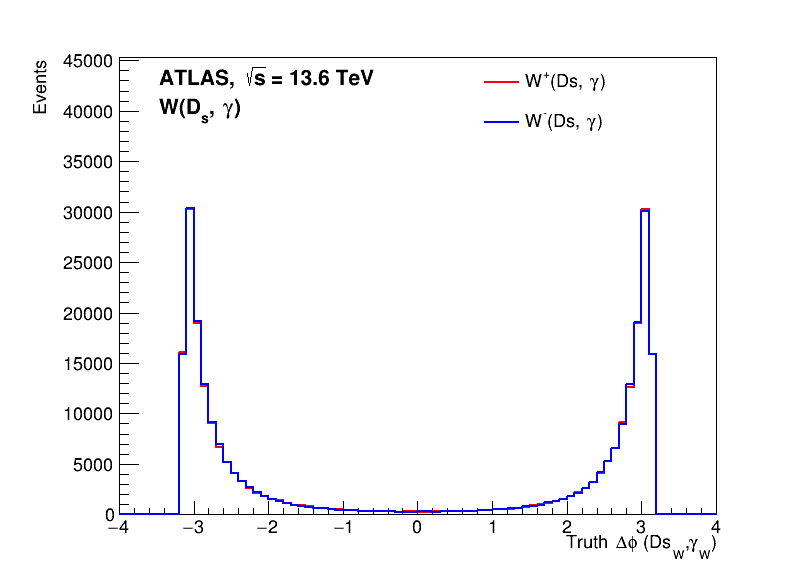 ATLAS, √s = 13.6 TeV
W(Ds, γ)
W+(Ds, γ)
W-(Ds, γ)
Events
45000
40000
35000
30000
25000
20000
15000
10000
5000
0
−4 −3 −2 −1 0 1 2 3 4
Truth Δϕ (DsW,γW)